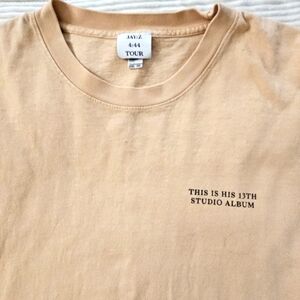 JAY-Z
4:44
TOUR
THIS IS HIS 13TH
STUDIO ALBUM